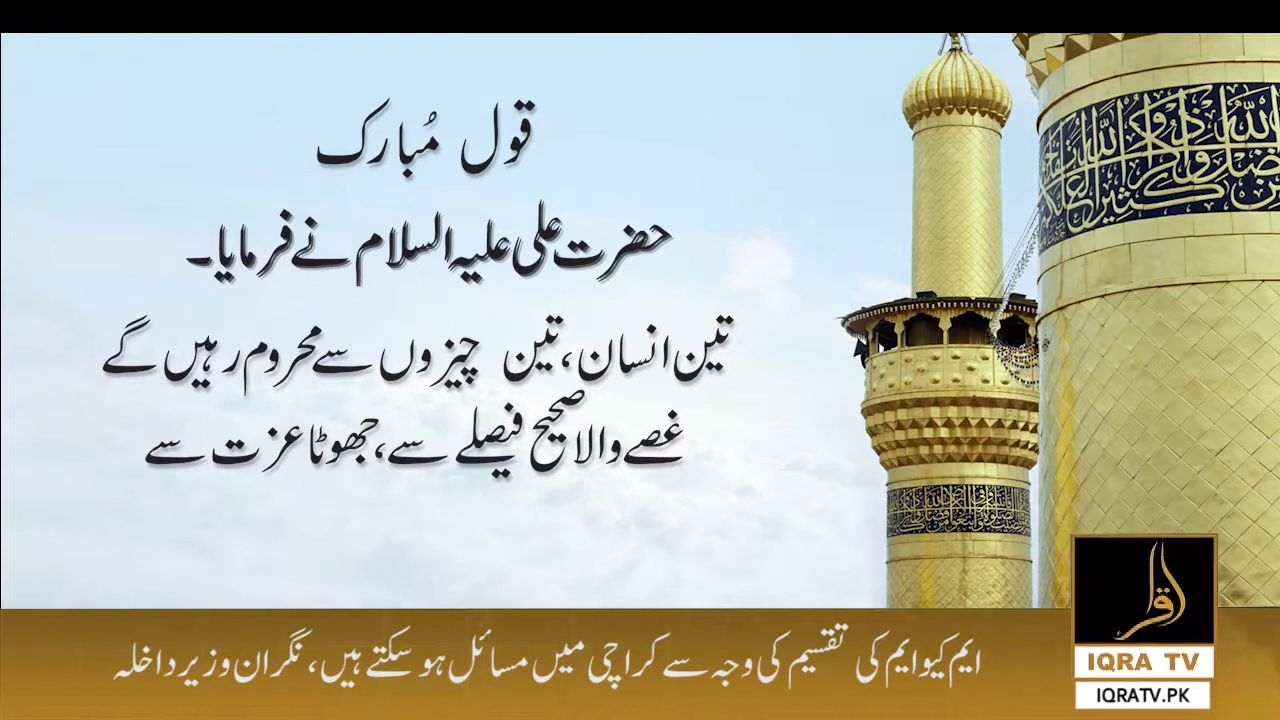 قول مُبارک
حضرت علی علیہ السلام نے فرمایا۔
تین انسان، تین چیزوں سے محروم رہیں گے
غصے والا صحیح فیصلے سے، جھوٹا عزت سے
اقرا
IQRA TV
IQRATV.PK
ایم کیو ایم کی تقسیم کی وجہ سے کراچی میں مسائل ہو سکتے ہیں، نگران وزیر داخلہ